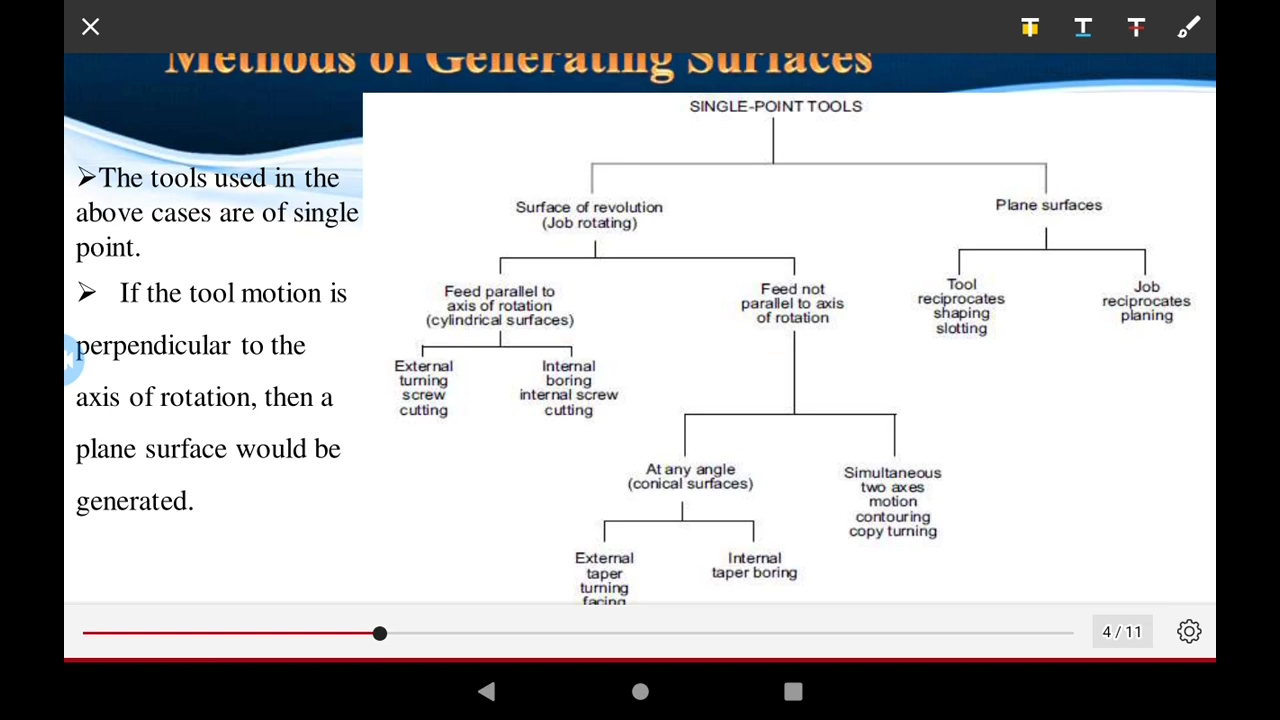 Methods of Generating Surfaces
SINGLE-POINT TOOLS
➢The tools used in the
above cases are of single
point.
➢ If the tool motion is
perpendicular to the
axis of rotation, then a
plane surface would be
generated.
Surface of revolution
(Job rotating)
Plane surfaces
Feed parallel to
axis of rotation
(cylindrical surfaces)
Feed not
parallel to axis
of rotation
Tool
reciprocates
shaping
slotting
Job
reciprocates
planing
External
turning
screw
cutting
Internal
boring
internal screw
cutting
At any angle
(conical surfaces)
Simultaneous
two axes
motion
contouring
copy turning
External
taper
turning
facing
Internal
taper boring
4 / 11